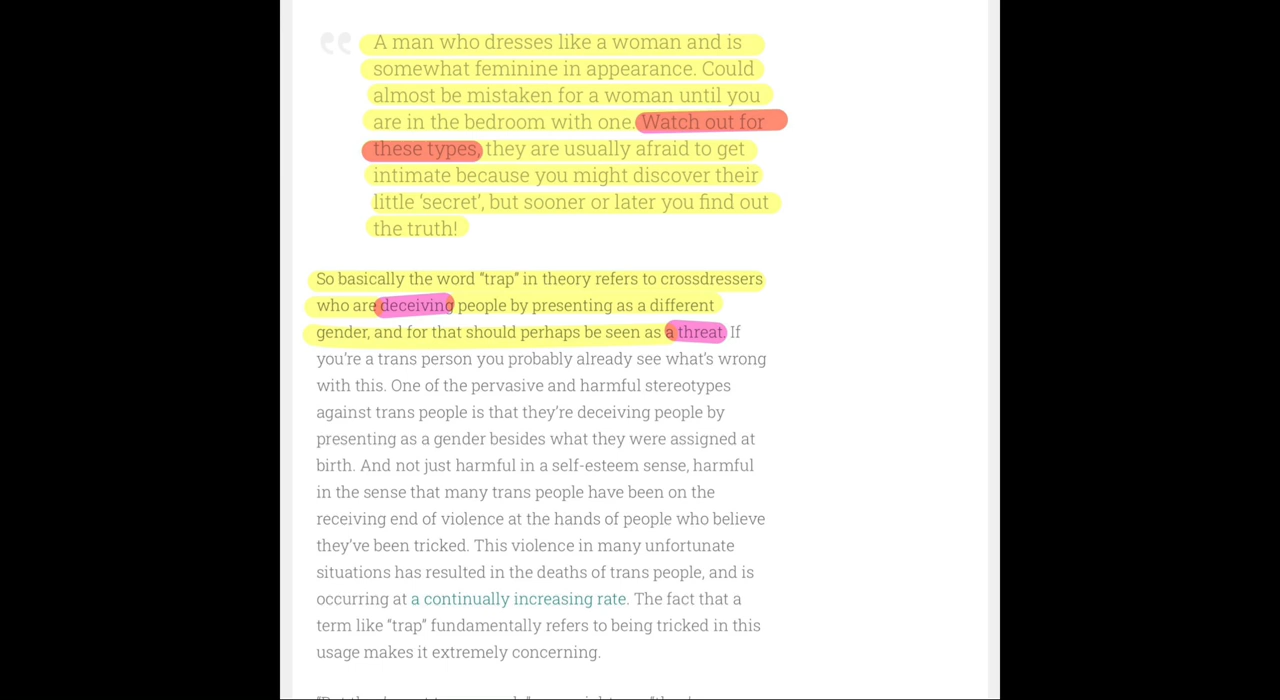 A man who dresses like a woman and is
somewhat feminine in appearance. Could
almost be mistaken for a woman until you
are in the bedroom with one. Watch out for
these types, they are usually afraid to get
intimate because you might discover their
little ‘secret’, but sooner or later you find out
the truth!
So basically the word “trap” in theory refers to crossdressers
who are deceiving people by presenting as a different
gender, and for that should perhaps be seen as a threat. If
you’re a trans person you probably already see what’s wrong
with this. One of the pervasive and harmful stereotypes
against trans people is that they’re deceiving people by
presenting as a gender besides what they were assigned at
birth. And not just harmful in a self-esteem sense, harmful
in the sense that many trans people have been on the
receiving end of violence at the hands of people who believe
they’ve been tricked. This violence in many unfortunate
situations has resulted in the deaths of trans people, and is
occurring at a continually increasing rate. The fact that a
term like “trap” fundamentally refers to being tricked in this
usage makes it extremely concerning.